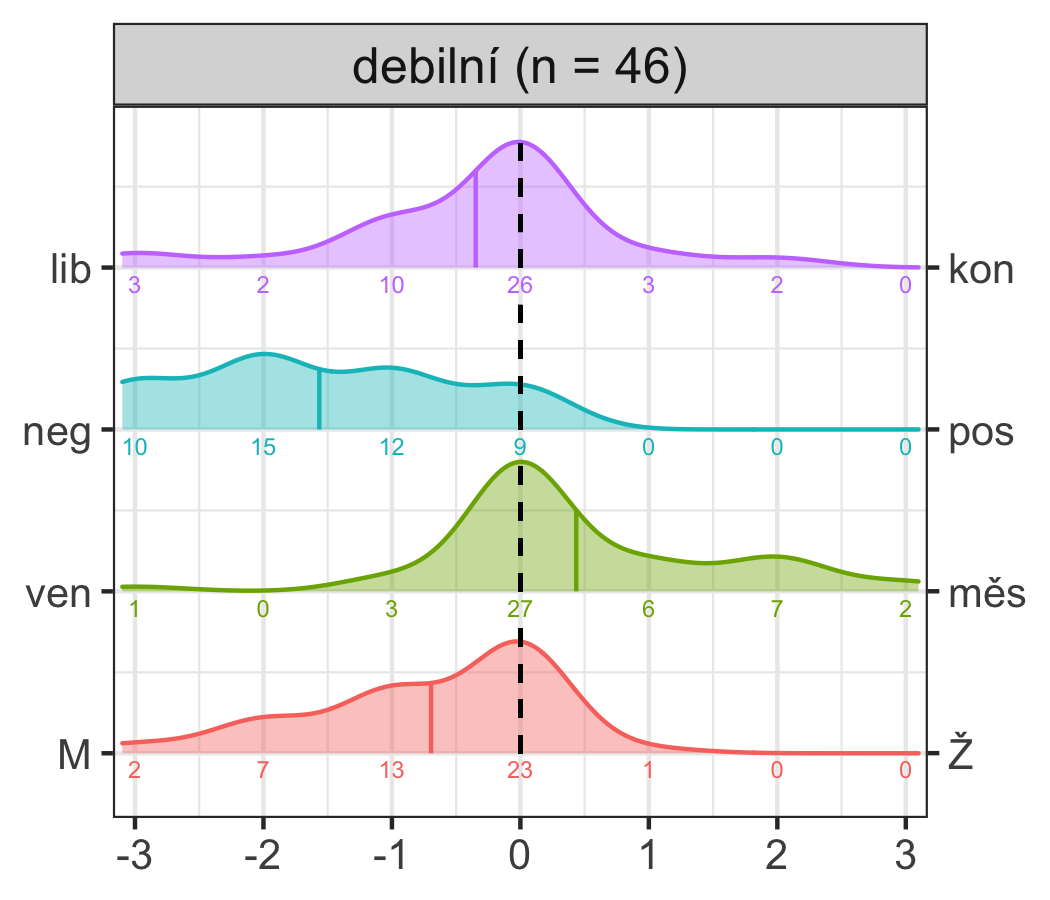 debilní (n = 46)
lib kon
3 2 10 26 3 2 0
neg pos
10 15 12 9 0 0 0
ven měs
1 0 3 27 6 7 2
M Ž
2 7 13 23 1 0 0
-3 -2 -1 0 1 2 3